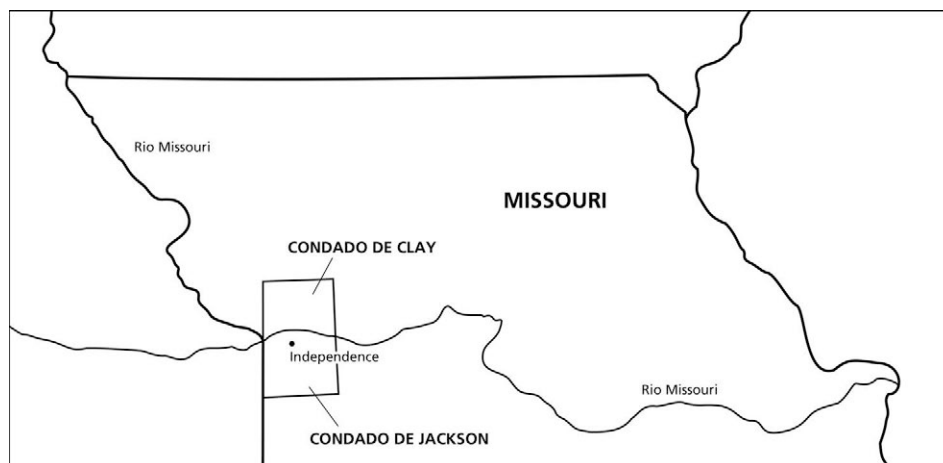 Rio Missouri
MISSOURI
CONDADO DE CLAY
Independence
Rio Missouri
CONDADO DE JACKSON